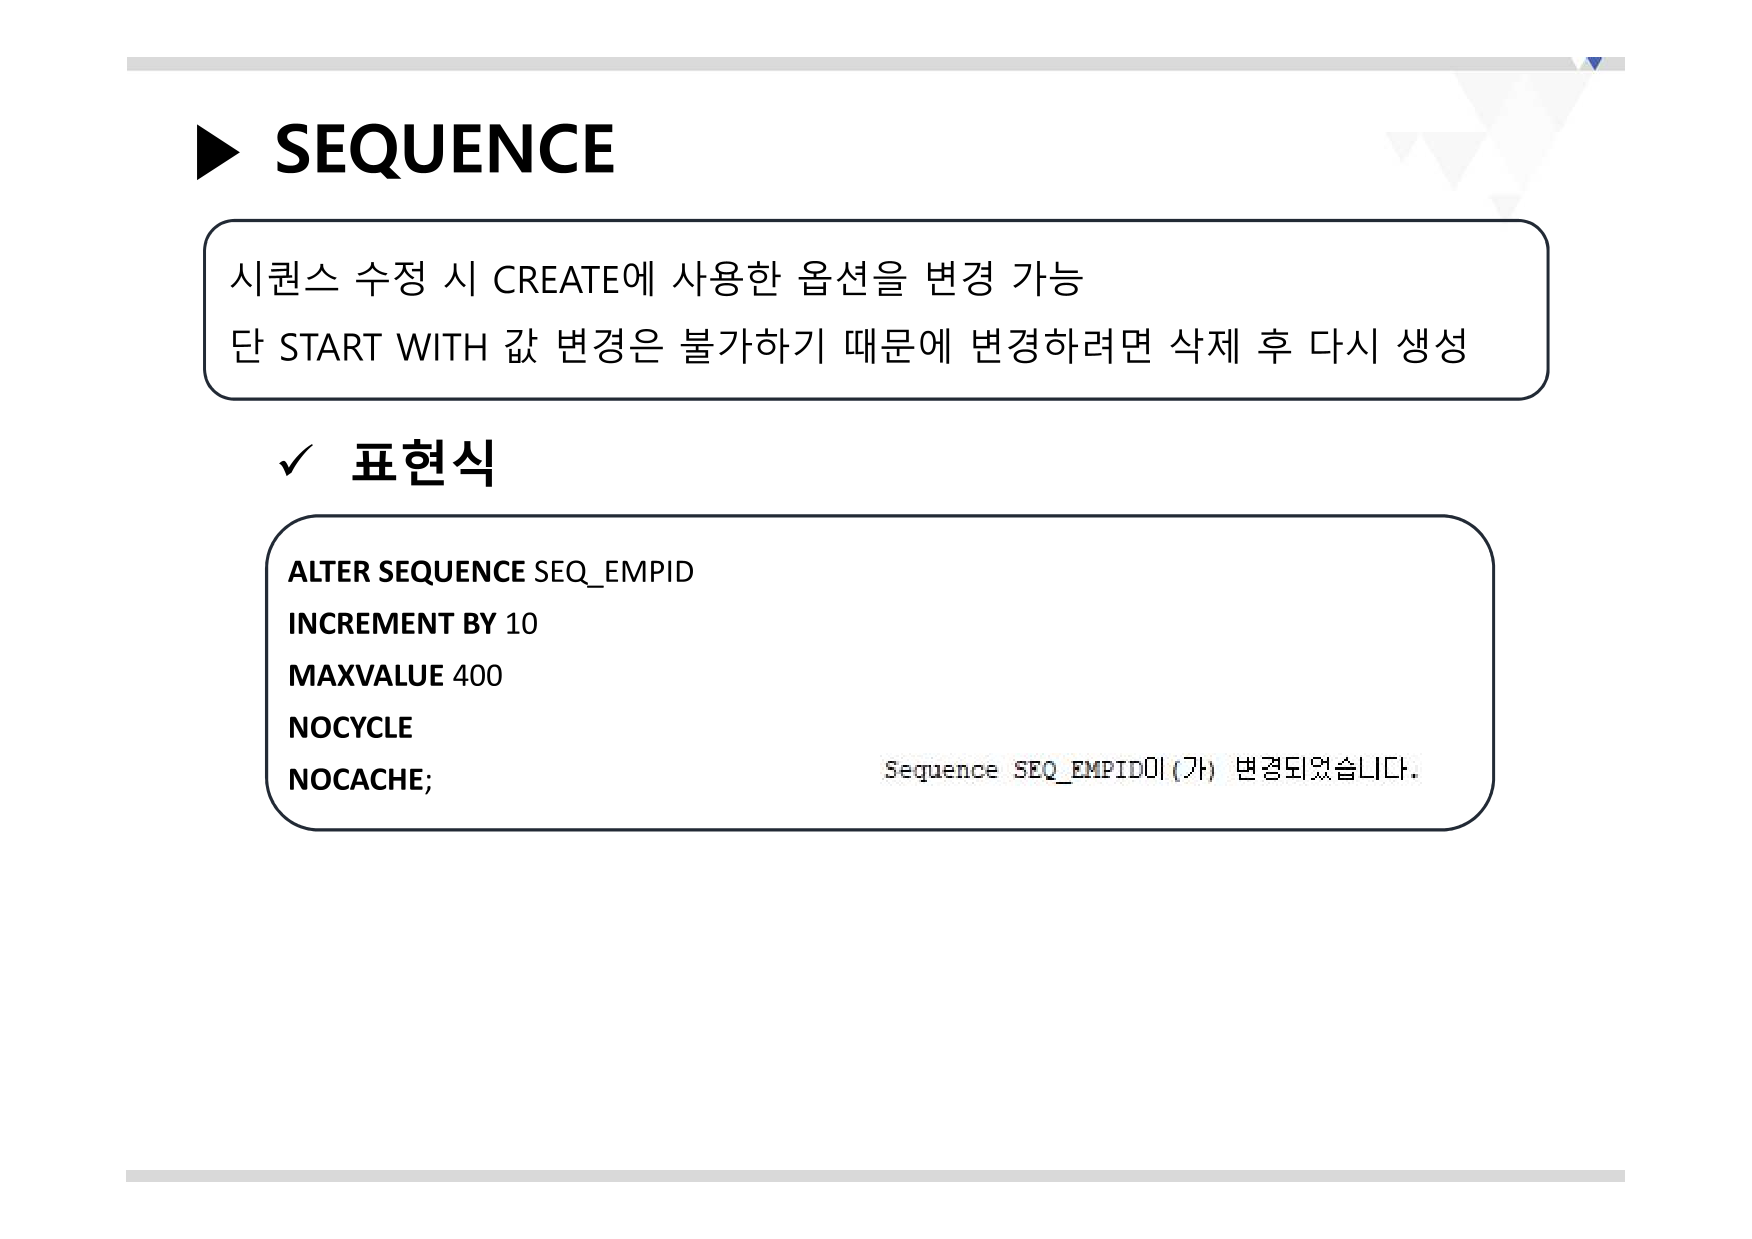 ▶ SEQUENCE
시퀀스 수정 시 CREATE에 사용한 옵션을 변경 가능
단 START WITH 값 변경은 불가하기 때문에 변경하려면 삭제 후 다시 생성
✓ 표현식
ALTER SEQUENCE SEQ_EMPID
INCREMENT BY 10
MAXVALUE 400
NOCYCLE
NOCACHE;
Sequence SEQ_EMPID이(가) 변경되었습니다.